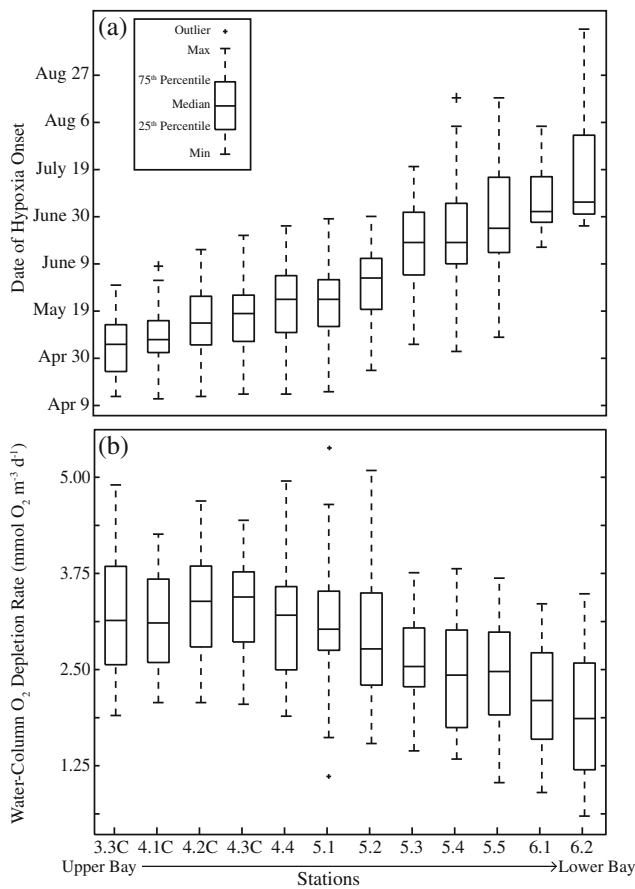 (a)
Outlier
Max
75th Percentile
Median
25th Percentile
Min
Date of Hypoxia Onset
Aug 27
Aug 6
July 19
June 30
June 9
May 19
Apr 30
Apr 9
(b)
Water-Column O2 Depletion Rate (mmol O2 m-3 d-1)
5.00
3.75
2.50
1.25
3.3C 4.1C 4.2C 4.3C 4.4 5.1 5.2 5.3 5.4 5.5 6.1 6.2
Upper Bay Lower Bay
Stations